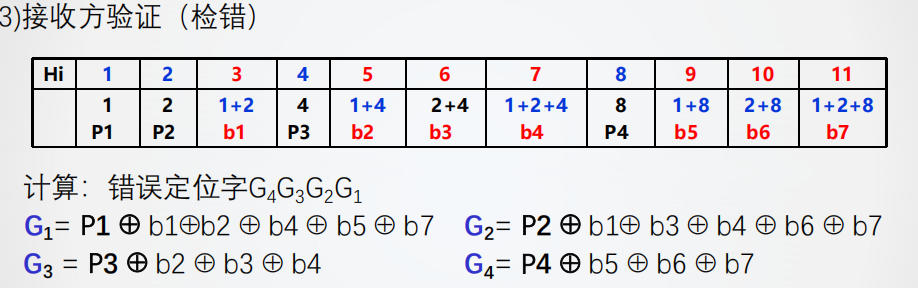 3)接收方验证（检错）
Hi 1 2 3 4 5 6 7 8 9 10 11
1 2 1+2 4 1+4 2+4 1+2+4 8 1+8 2+8 1+2+8
P1 P2 b1 P3 b2 b3 b4 P4 b5 b6 b7
计算：错误定位字G₄G₃G₂G₁
G₁= P1 ⊕ b1⊕b2 ⊕ b4 ⊕ b5 ⊕ b7 G₂= P2 ⊕ b1⊕ b3 ⊕ b4 ⊕ b6 ⊕ b7
G₃ = P3 ⊕ b2 ⊕ b3 ⊕ b4 G₄= P4 ⊕ b5 ⊕ b6 ⊕ b7